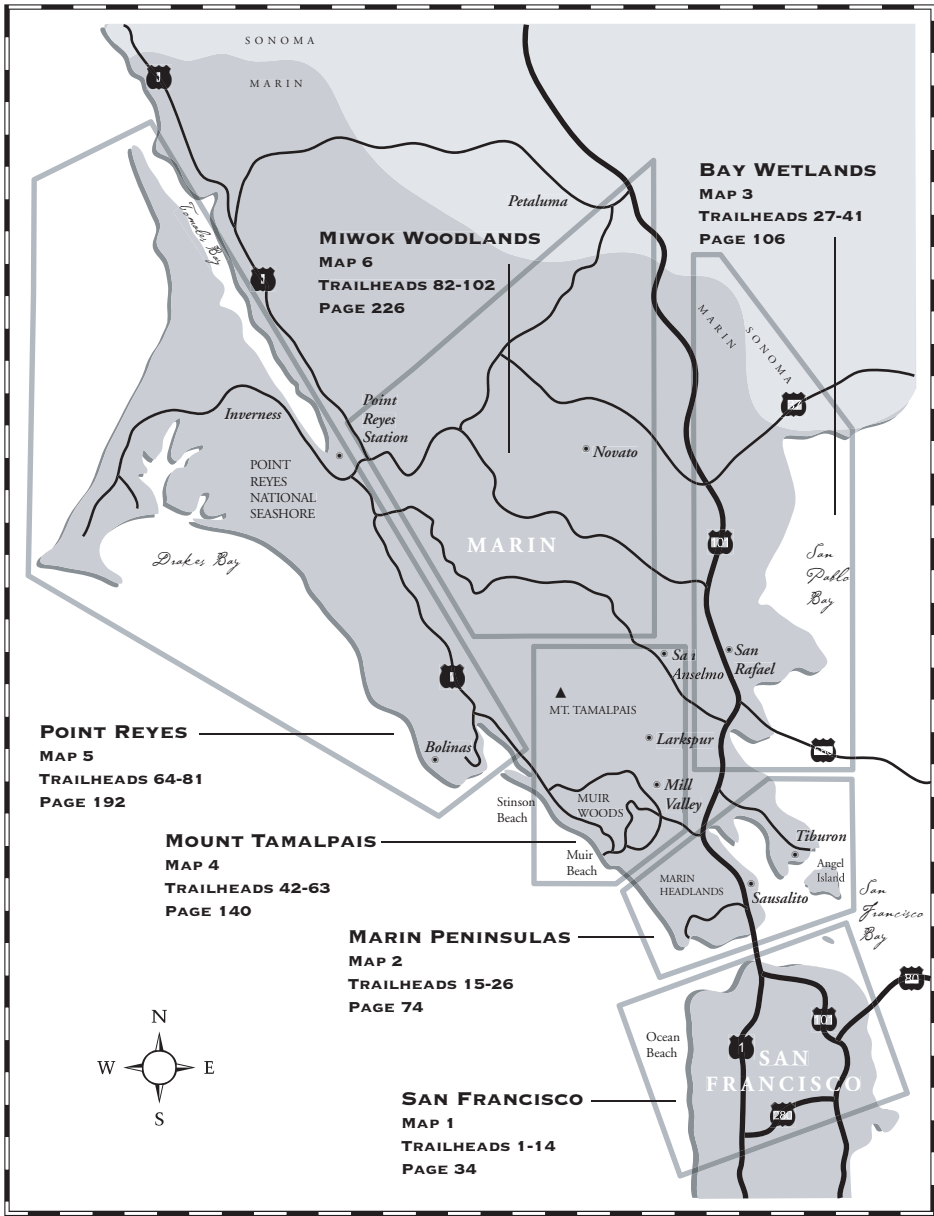 SONOMA
MARIN
1
Tomales Bay
Petaluma
BAY WETLANDS
MAP 3
TRAILHEADS 27-41
PAGE 106
MIWOK WOODLANDS
MAP 6
TRAILHEADS 82-102
PAGE 226
1
MARIN
SONOMA
Inverness
Point
Reyes
Station
Novato
POINT
REYES
NATIONAL
SEASHORE
MARIN
101
Drakes Bay
San
Pablo
Bay
San
Anselmo
San
Rafael
1
MT. TAMALPAIS
Larkspur
POINT REYES
MAP 5
TRAILHEADS 64-81
PAGE 192
Bolinas
Stinson
Beach
MUIR
WOODS
Mill
Valley
MOUNT TAMALPAIS
MAP 4
TRAILHEADS 42-63
PAGE 140
Muir
Beach
Tiburon
Angel
Island
MARIN
HEADLANDS
Sausalito
San
Francisco
Bay
MARIN PENINSULAS
MAP 2
TRAILHEADS 15-26
PAGE 74
80
N
W
E
S
101
Ocean
Beach
1
SAN
FRANCISCO
280
SAN FRANCISCO
MAP 1
TRAILHEADS 1-14
PAGE 34